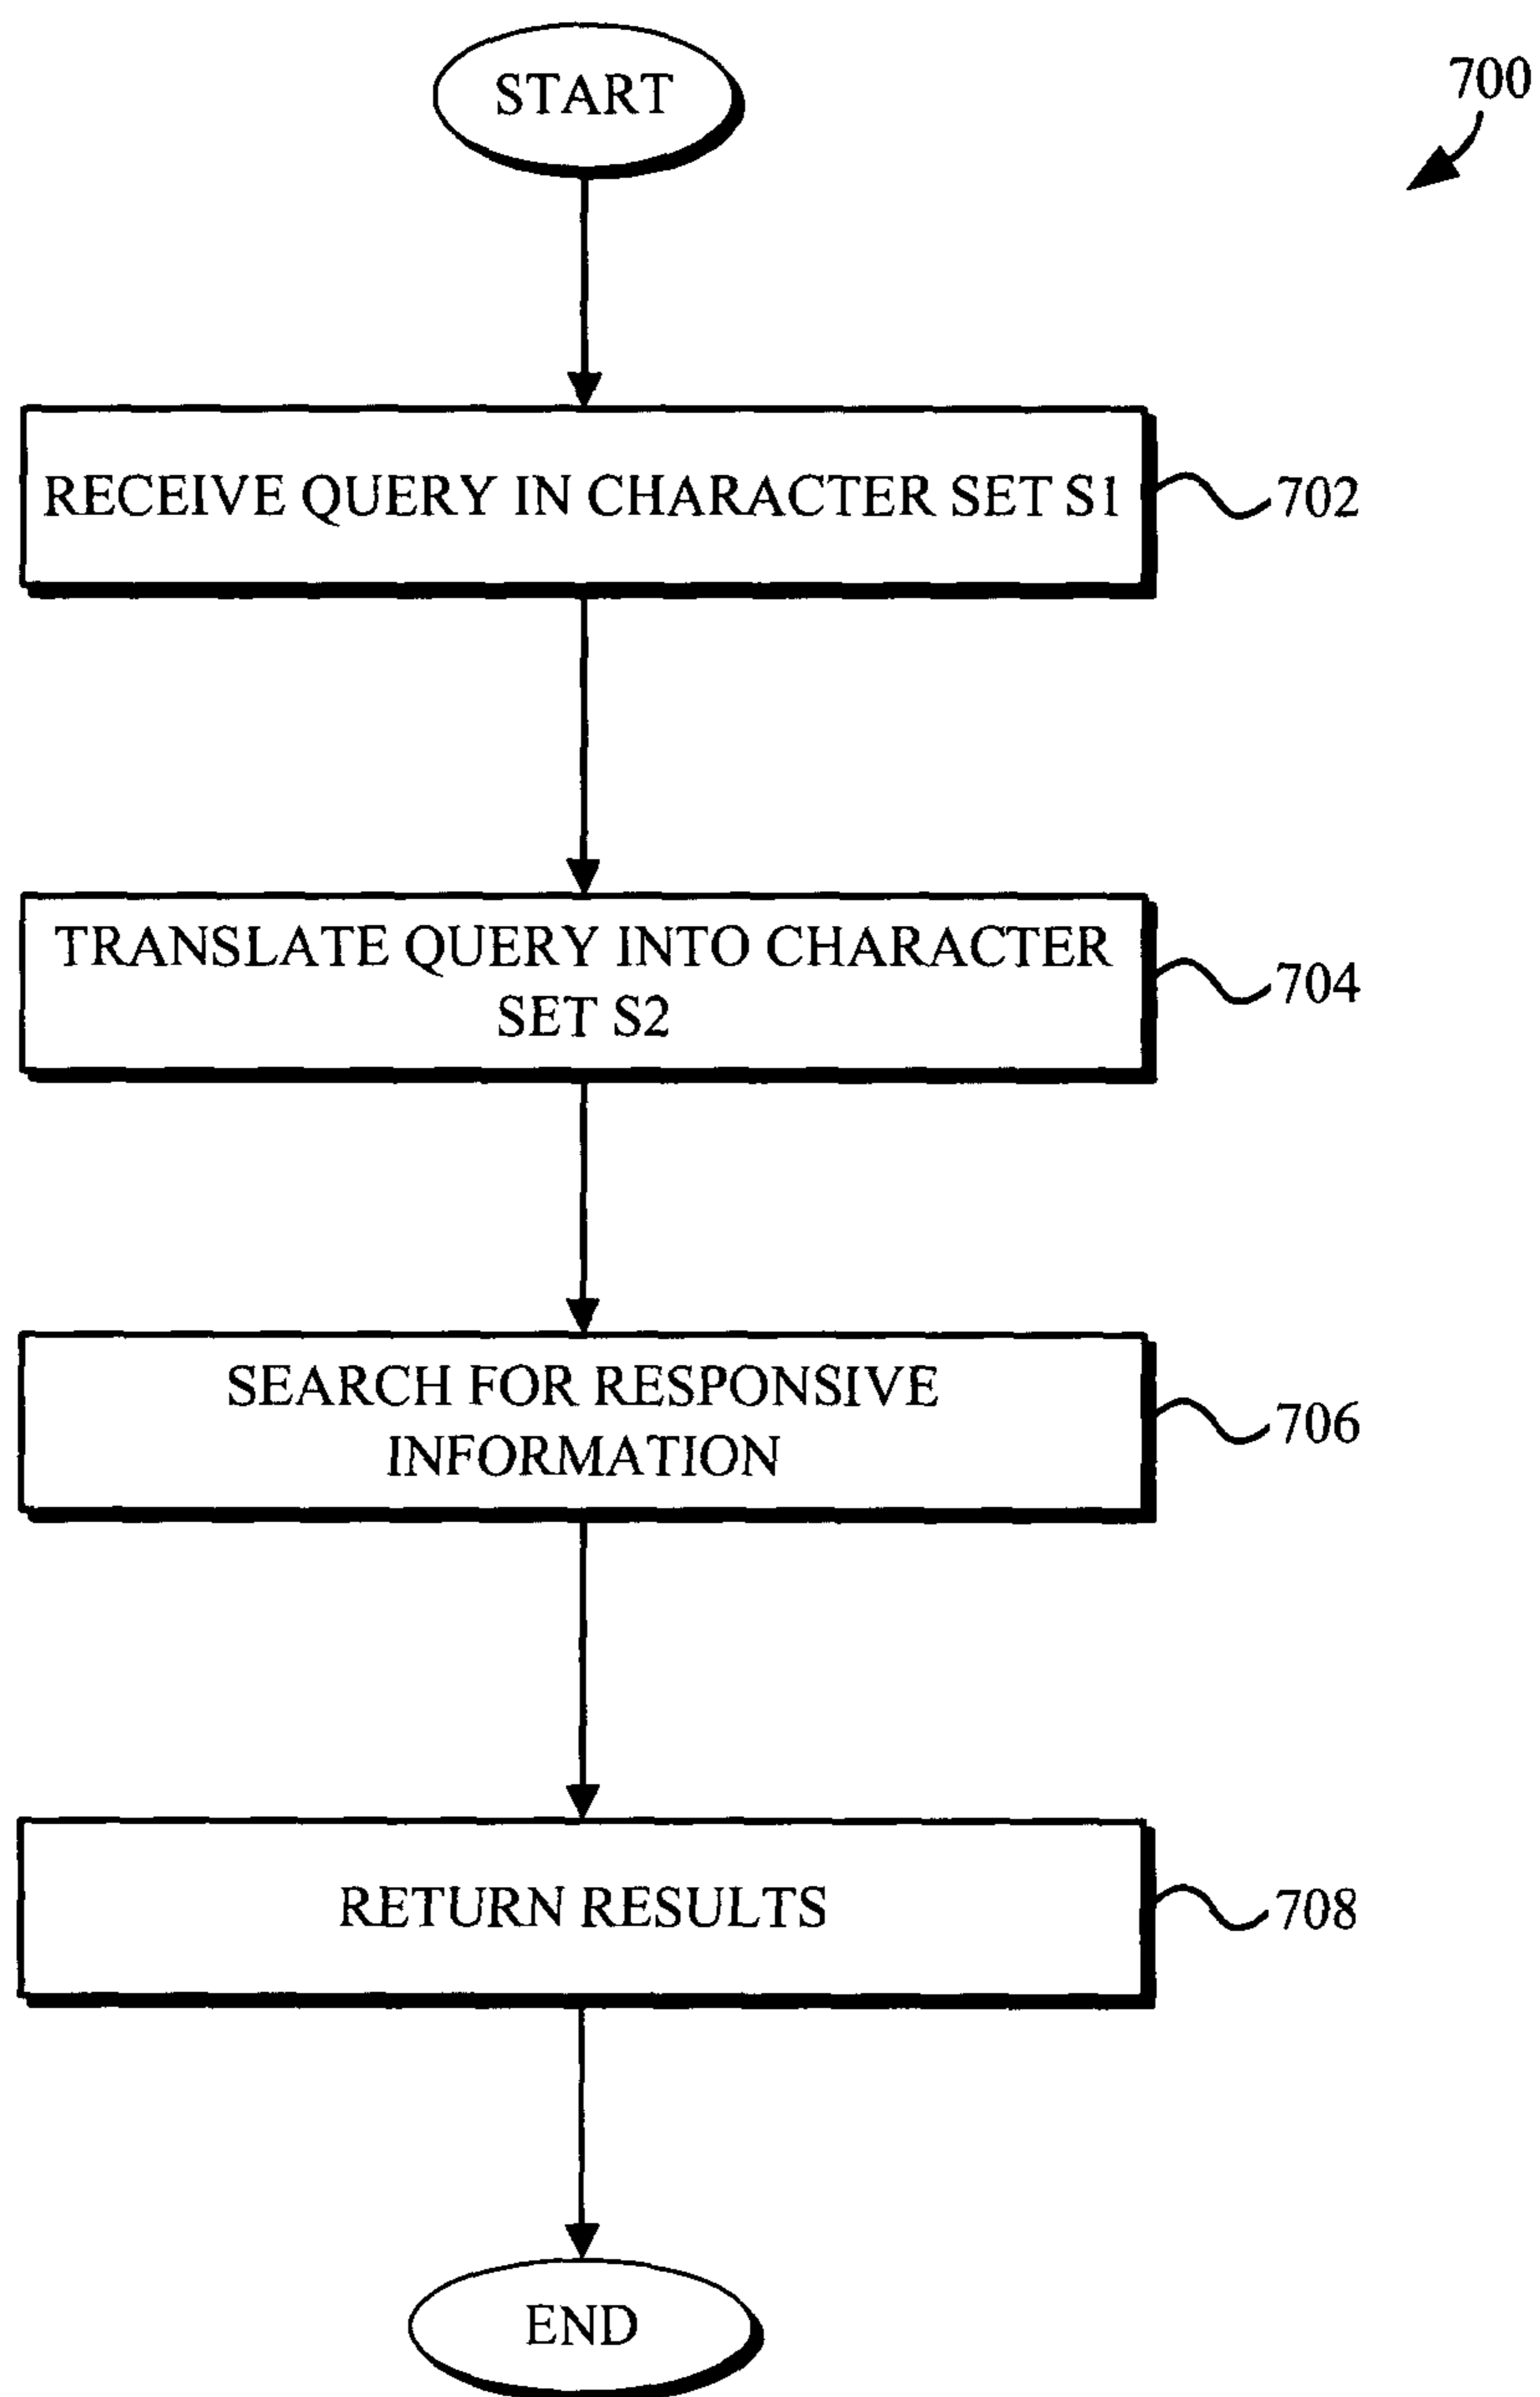 START
700
RECEIVE QUERY IN CHARACTER SET S1
702
TRANSLATE QUERY INTO CHARACTER
SET S2
704
SEARCH FOR RESPONSIVE
INFORMATION
706
RETURN RESULTS
708
END